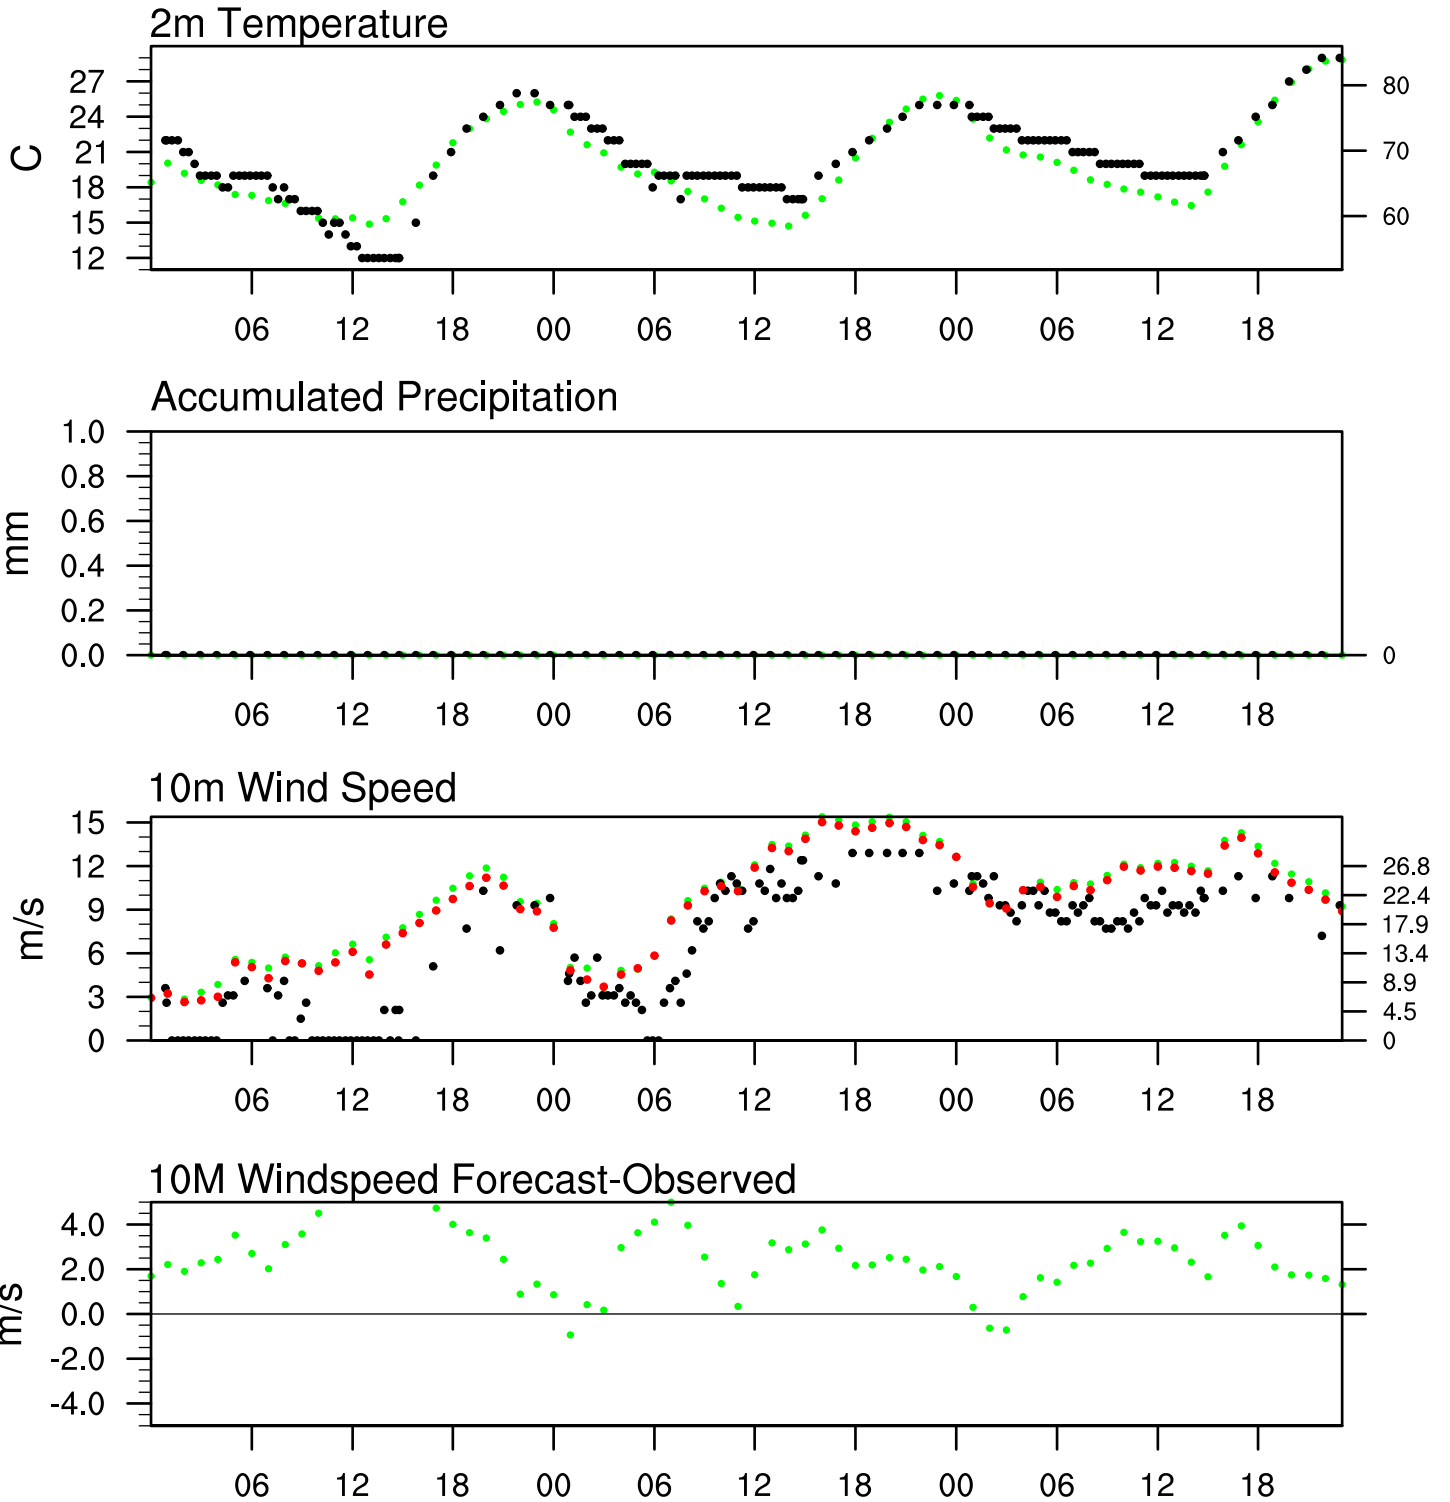 2m Temperature
27
24
21
18
15
12
C
80
70
60
06 12 18 00 06 12 18 00 06 12 18
Accumulated Precipitation
1.0
0.8
0.6
0.4
0.2
0.0
mm
0
06 12 18 00 06 12 18 00 06 12 18
10m Wind Speed
15
12
9
6
3
0
m/s
26.8
22.4
17.9
13.4
8.9
4.5
0
06 12 18 00 06 12 18 00 06 12 18
10M Windspeed Forecast-Observed
4.0
2.0
0.0
-2.0
-4.0
m/s
06 12 18 00 06 12 18 00 06 12 18